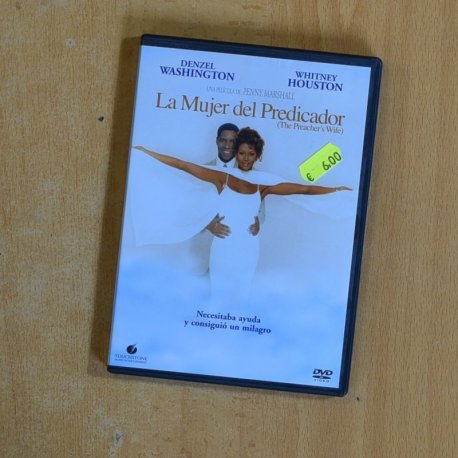 DENZEL
WASHINGTON
WHITNEY
HOUSTON
UNA PELÍCULA DE PENNY MARSHALL
La Mujer del Predicador
(The Preacher's Wife)
€ 6,00
Necesitaba ayuda
y consiguió un milagro
TOUCHSTONE
DVD
VIDEO